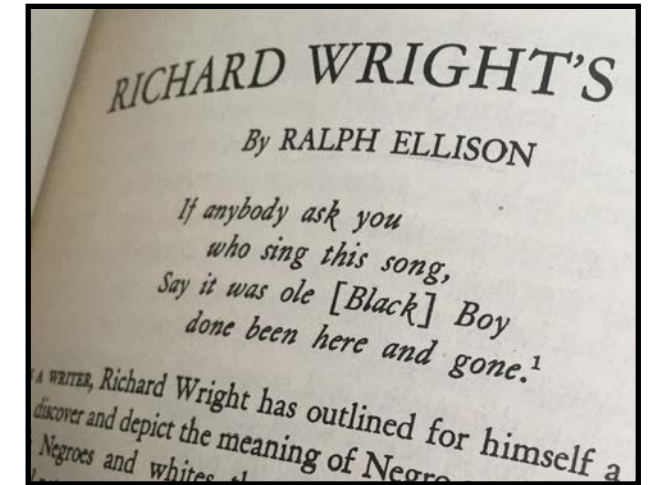 RICHARD WRIGHT'S
By RALPH ELLISON
If anybody ask you
who sing this song,
Say it was ole [Black] Boy
done been here and gone.1
A WRITER, Richard Wright has outlined for himself a
discover and depict the meaning of Negro
Negroes and whites